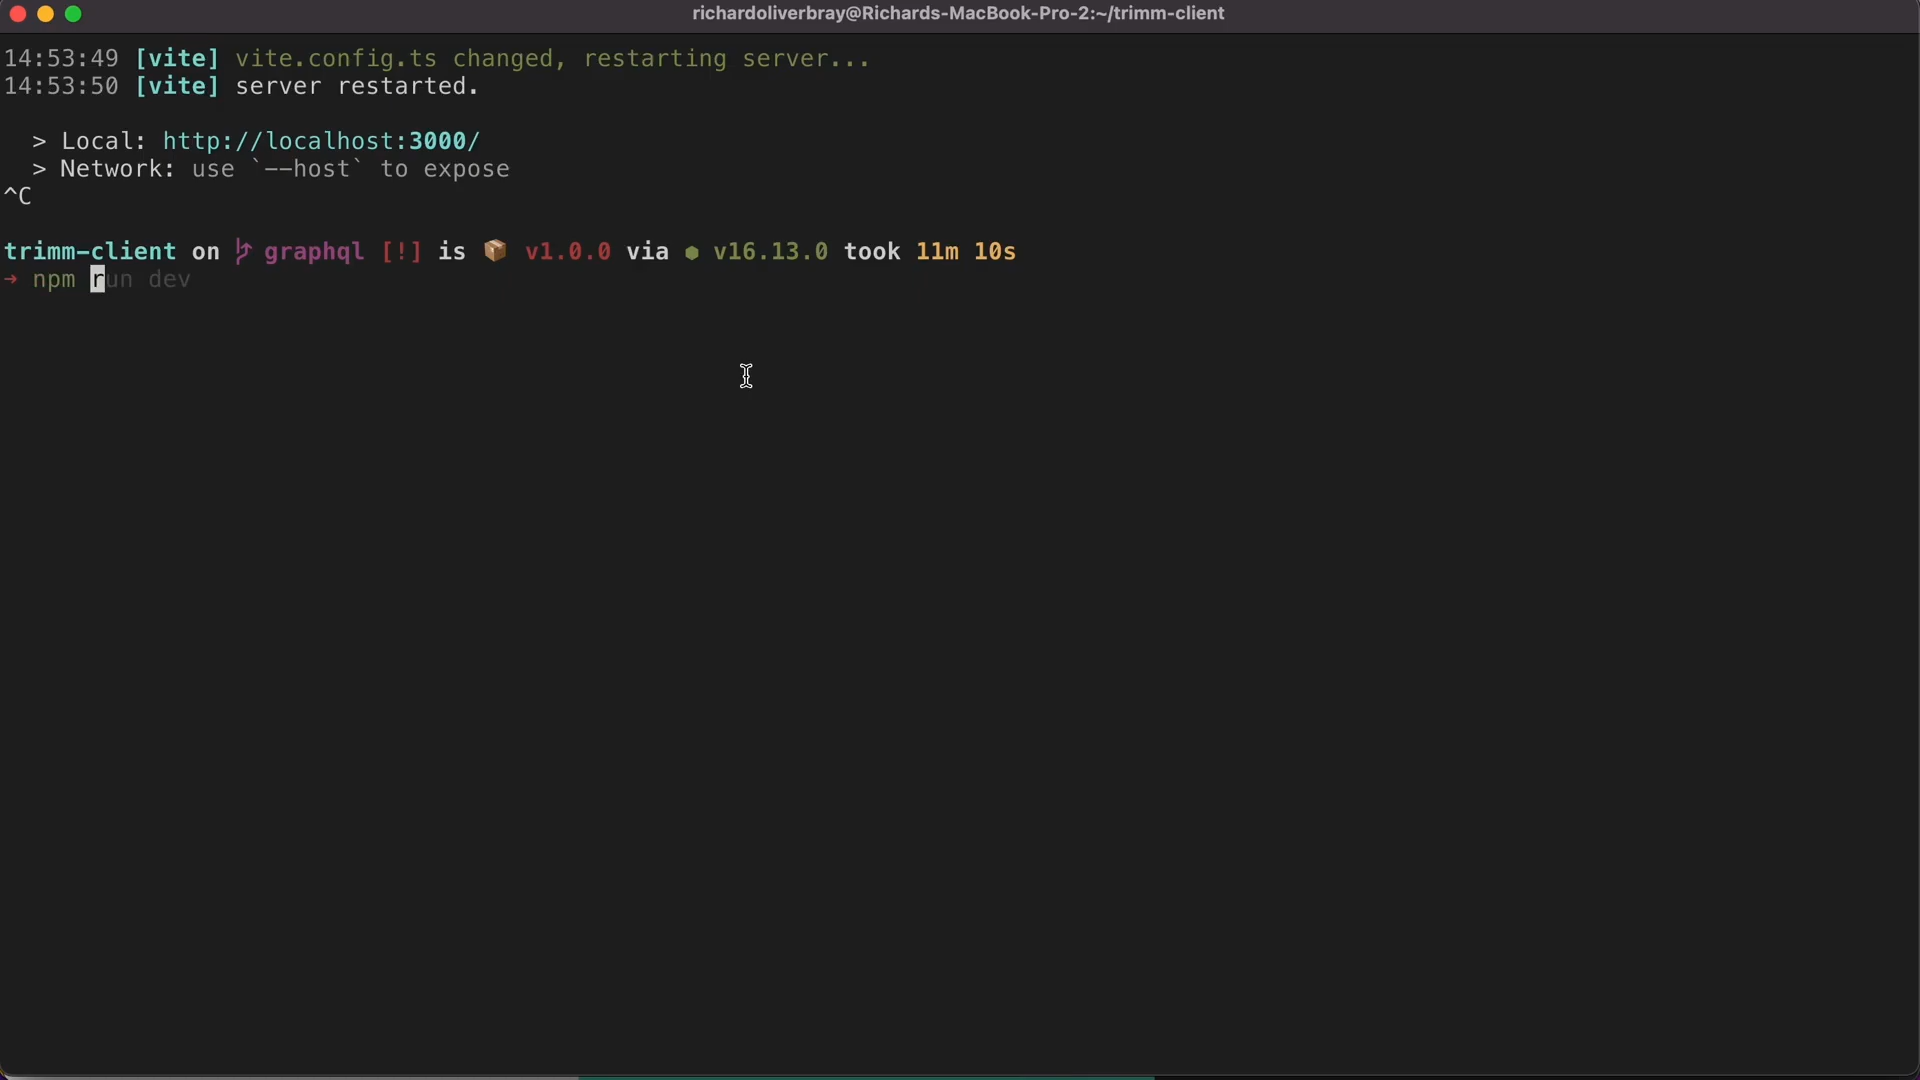 richardoliverbray@Richards-MacBook-Pro-2:~/trimm-client
14:53:49 [vite] vite.config.ts changed, restarting server...
14:53:50 [vite] server restarted.
> Local: http://localhost:3000/
> Network: use `--host` to expose
^C
trimm-client on graphql [!] is 📦 v1.0.0 via ⬢ v16.13.0 took 11m 10s
→ npm run dev